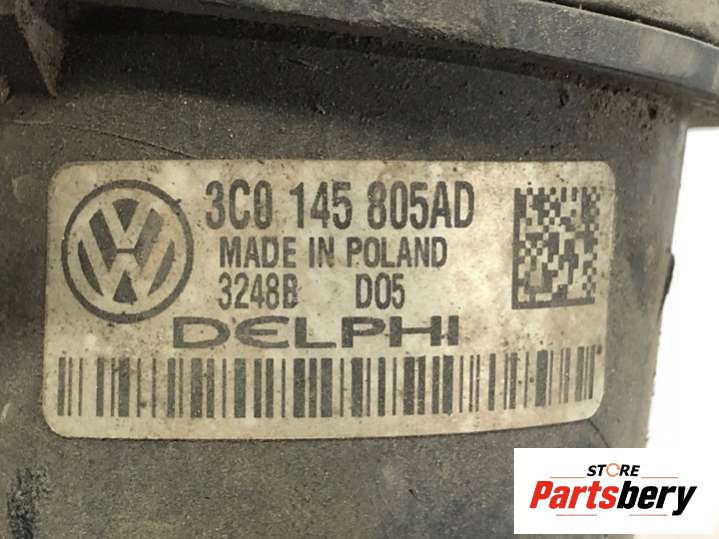 3C0 145 805AD
MADE IN POLAND
3248B D05
DELPHI
STORE
Partsbery